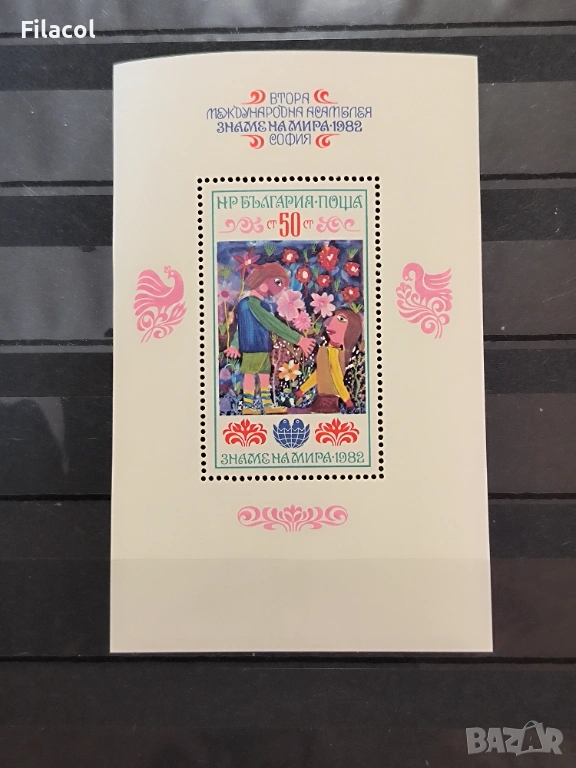 Filacol
ВТОРА
МЕЖДУНАРОДНА АСАМБЛЕЯ
ЗНАМЕ НА МИРА·1982
СОФИЯ
НР БЪЛГАРИЯ·ПОЩА
СТ 50 СТ
ЗНАМЕ НА МИРА·1982
BAZAR